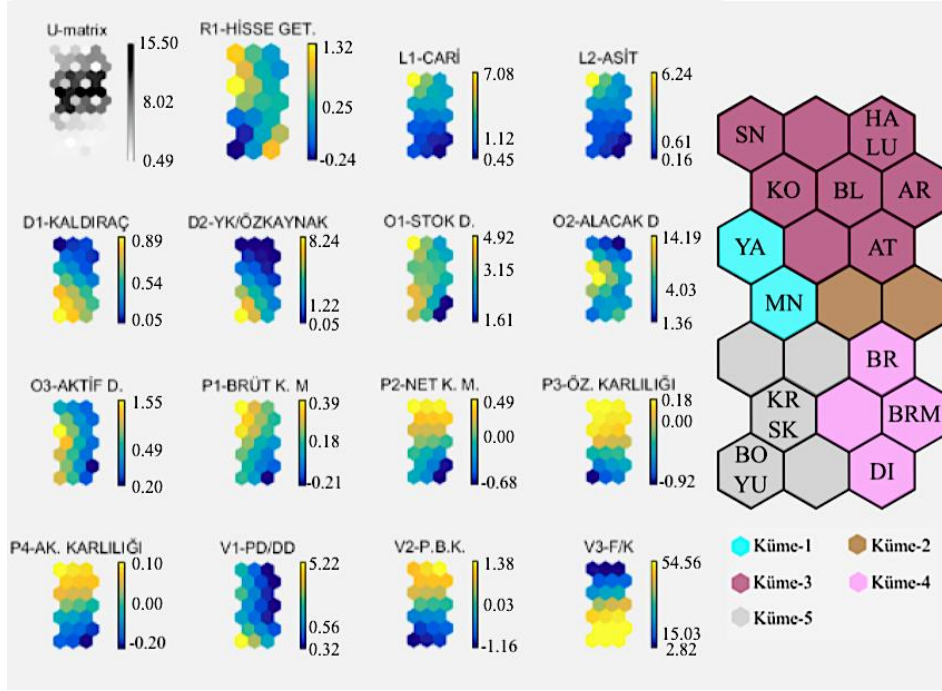 U-matrix
15.50
8.02
0.49
R1-HİSSE GET.
1.32
0.25
-0.24
L1-CARİ
7.08
1.12
0.45
L2-ASİT
6.24
0.61
0.16
D1-KALDIRAÇ
0.89
0.54
0.05
D2-YK/ÖZKAYNAK
8.24
1.22
0.05
O1-STOK D.
4.92
3.15
1.61
O2-ALACAK D
14.19
4.03
1.36
O3-AKTİF D.
1.55
0.49
0.20
P1-BRÜT K. M
0.39
0.18
-0.21
P2-NET K. M.
0.49
0.00
-0.68
P3-ÖZ. KARLILIĞI
0.18
0.00
-0.92
P4-AK. KARLILIĞI
0.10
0.00
-0.20
V1-PD/DD
5.22
0.56
0.32
V2-P.B.K.
1.38
0.03
-1.16
V3-F/K
54.56
15.03
2.82
SN
HA
LU
KO
BL
AR
YA
AT
MN
BR
KR
SK
BRM
BO
YU
DI
Küme-1
Küme-2
Küme-3
Küme-4
Küme-5